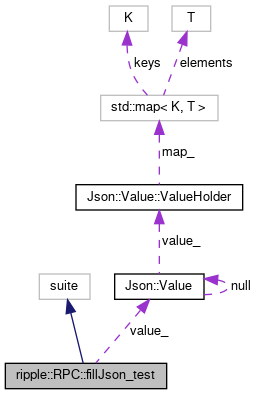 K
T
keys
elements
std::map< K, T >
map_
Json::Value::ValueHolder
value_
suite
Json::Value
null
value_
ripple::RPC::fillJson_test